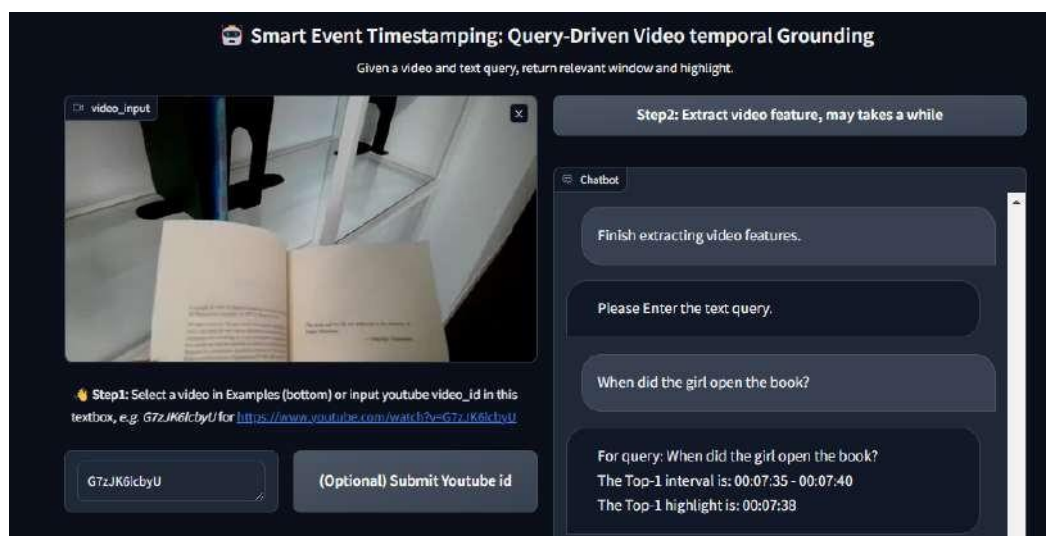 Smart Event Timestamping: Query-Driven Video temporal Grounding
Given a video and text query, return relevant window and highlight.
video_input
Step1: Select a video in Examples (bottom) or input youtube video_id in this
textbox, e.g. G7zJK6lcbyU for https://www.youtube.com/watch?v=G7zJK6lcbyU
G7zJK6lcbyU
(Optional) Submit Youtube id
Step2: Extract video feature, may takes a while
Chatbot
Finish extracting video features.
Please Enter the text query.
When did the girl open the book?
For query: When did the girl open the book?
The Top-1 interval is: 00:07:35 - 00:07:40
The Top-1 highlight is: 00:07:38